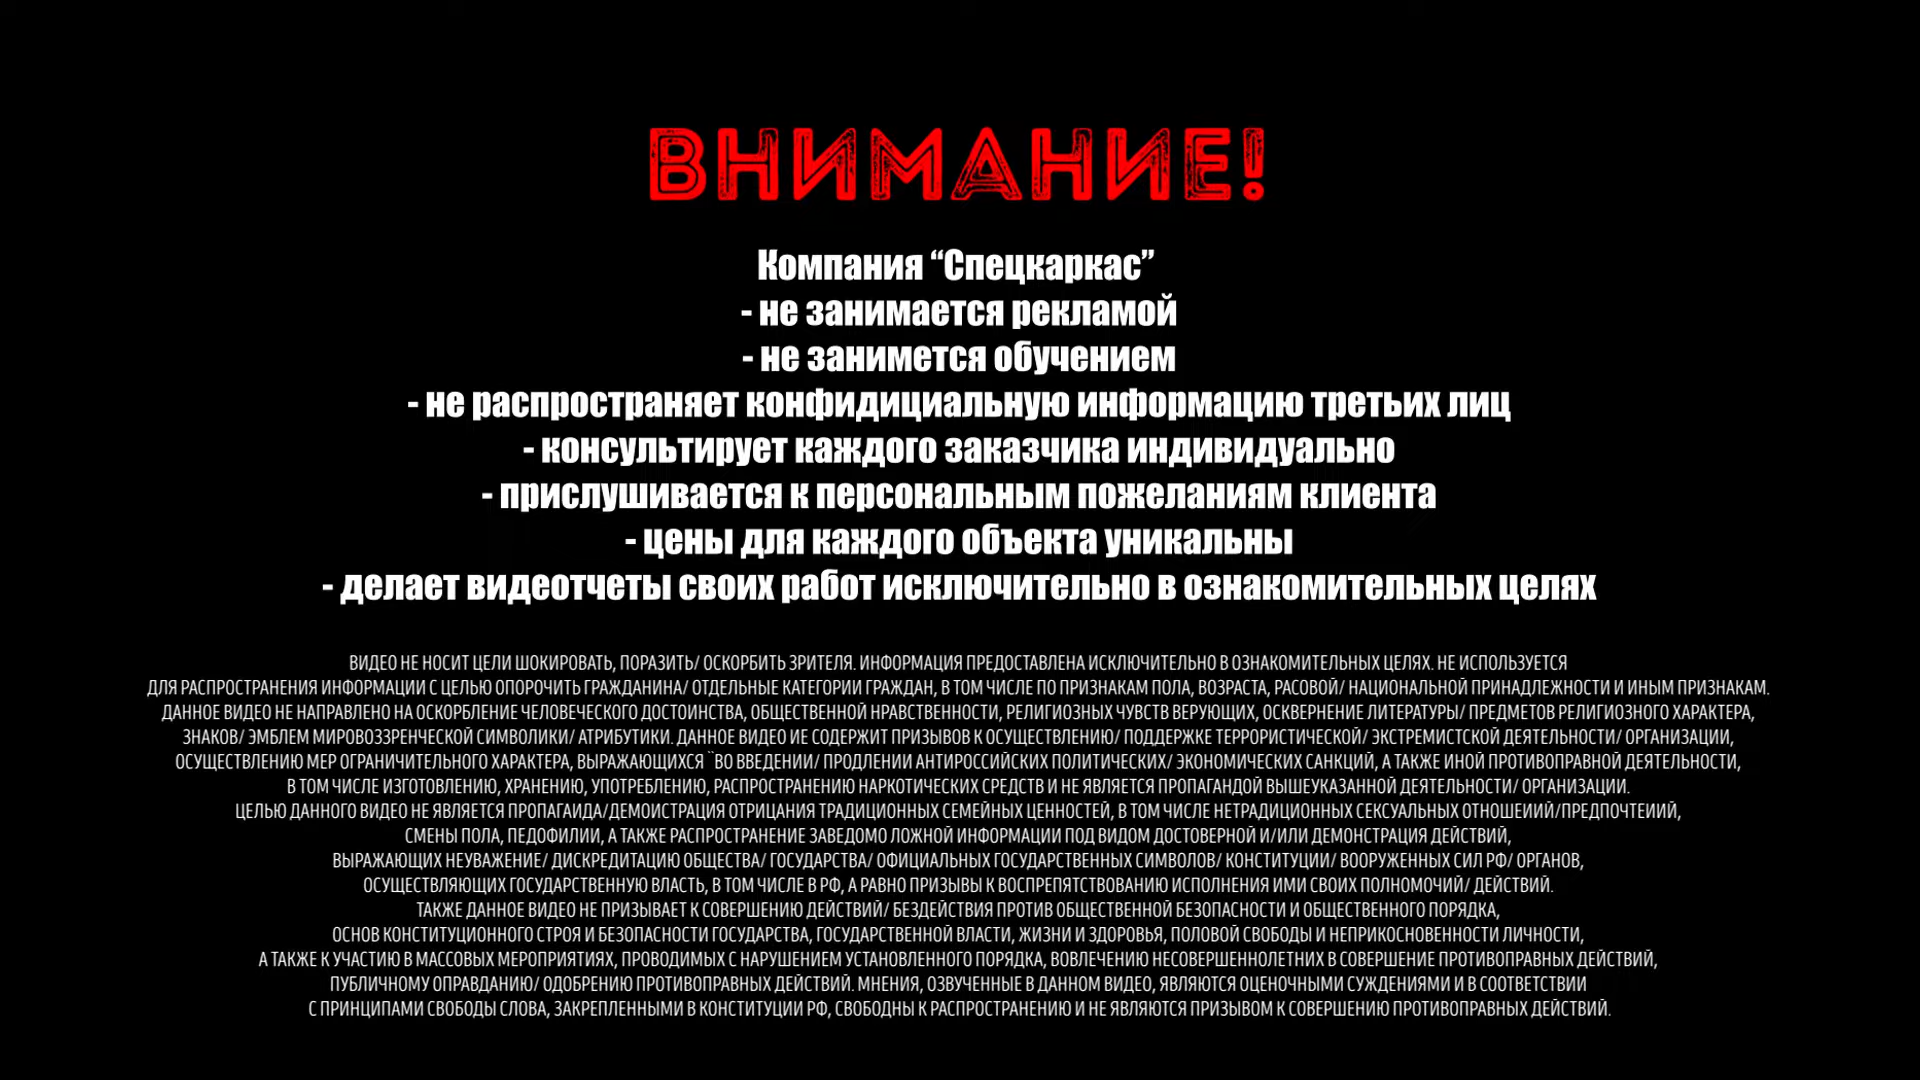 ВНИМАНИЕ!
Компания “Спецкаркас”
- не занимается рекламой
- не занимется обучением
- не распространяет конфидициальную информацию третьих лиц
- консультирует каждого заказчика индивидуально
- прислушивается к персональным пожеланиям клиента
- цены для каждого объекта уникальны
- делает видеотчеты своих работ исключительно в ознакомительных целях
ВИДЕО НЕ НОСИТ ЦЕЛИ ШОКИРОВАТЬ, ПОРАЗИТЬ/ ОСКОРБИТЬ ЗРИТЕЛЯ. ИНФОРМАЦИЯ ПРЕДОСТАВЛЕНА ИСКЛЮЧИТЕЛЬНО В ОЗНАКОМИТЕЛЬНЫХ ЦЕЛЯХ. НЕ ИСПОЛЬЗУЕТСЯ
ДЛЯ РАСПРОСТРАНЕНИЯ ИНФОРМАЦИИ С ЦЕЛЬЮ ОПОРОЧИТЬ ГРАЖДАНИНА/ ОТДЕЛЬНЫЕ КАТЕГОРИИ ГРАЖДАН, В ТОМ ЧИСЛЕ ПО ПРИЗНАКАМ ПОЛА, ВОЗРАСТА, РАСОВОЙ/ НАЦИОНАЛЬНОЙ ПРИНАДЛЕЖНОСТИ И ИНЫМ ПРИЗНАКАМ.
ДАННОЕ ВИДЕО НЕ НАПРАВЛЕНО НА ОСКОРБЛЕНИЕ ЧЕЛОВЕЧЕСКОГО ДОСТОИНСТВА, ОБЩЕСТВЕННОЙ НРАВСТВЕННОСТИ, РЕЛИГИОЗНЫХ ЧУВСТВ ВЕРУЮЩИХ, ОСКВЕРНЕНИЕ ЛИТЕРАТУРЫ/ ПРЕДМЕТОВ РЕЛИГИОЗНОГО ХАРАКТЕРА,
ЗНАКОВ/ ЭМБЛЕМ МИРОВОЗЗРЕНЧЕСКОЙ СИМВОЛИКИ/ АТРИБУТИКИ. ДАННОЕ ВИДЕО ИЕ СОДЕРЖИТ ПРИЗЫВОВ К ОСУЩЕСТВЛЕНИЮ/ ПОДДЕРЖКЕ ТЕРРОРИСТИЧЕСКОЙ/ ЭКСТРЕМИСТСКОЙ ДЕЯТЕЛЬНОСТИ/ ОРГАНИЗАЦИИ,
ОСУЩЕСТВЛЕНИЮ МЕР ОГРАНИЧИТЕЛЬНОГО ХАРАКТЕРА, ВЫРАЖАЮЩИХСЯ ``ВО ВВЕДЕНИИ/ ПРОДЛЕНИИ АНТИРОССИЙСКИХ ПОЛИТИЧЕСКИХ/ ЭКОНОМИЧЕСКИХ САНКЦИЙ, А ТАКЖЕ ИНОЙ ПРОТИВОПРАВНОЙ ДЕЯТЕЛЬНОСТИ,
В ТОМ ЧИСЛЕ ИЗГОТОВЛЕНИЮ, ХРАНЕНИЮ, УПОТРЕБЛЕНИЮ, РАСПРОСТРАНЕНИЮ НАРКОТИЧЕСКИХ СРЕДСТВ И НЕ ЯВЛЯЕТСЯ ПРОПАГАНДОЙ ВЫШЕУКАЗАННОЙ ДЕЯТЕЛЬНОСТИ/ ОРГАНИЗАЦИИ.
ЦЕЛЬЮ ДАННОГО ВИДЕО НЕ ЯВЛЯЕТСЯ ПРОПАГАИДА/ДЕМОИСТРАЦИЯ ОТРИЦАНИЯ ТРАДИЦИОННЫХ СЕМЕЙНЫХ ЦЕННОСТЕЙ, В ТОМ ЧИСЛЕ НЕТРАДИЦИОННЫХ СЕКСУАЛЬНЫХ ОТНОШЕИИЙ/ПРЕДПОЧТЕИИЙ,
СМЕНЫ ПОЛА, ПЕДОФИЛИИ, А ТАКЖЕ РАСПРОСТРАНЕНИЕ ЗАВЕДОМО ЛОЖНОЙ ИНФОРМАЦИИ ПОД ВИДОМ ДОСТОВЕРНОЙ И/ИЛИ ДЕМОНСТРАЦИЯ ДЕЙСТВИЙ,
ВЫРАЖАЮЩИХ НЕУВАЖЕНИЕ/ ДИСКРЕДИТАЦИЮ ОБЩЕСТВА/ ГОСУДАРСТВА/ ОФИЦИАЛЬНЫХ ГОСУДАРСТВЕННЫХ СИМВОЛОВ/ КОНСТИТУЦИИ/ ВООРУЖЕННЫХ СИЛ РФ/ ОРГАНОВ,
ОСУЩЕСТВЛЯЮЩИХ ГОСУДАРСТВЕННУЮ ВЛАСТЬ, В ТОМ ЧИСЛЕ В РФ, А РАВНО ПРИЗЫВЫ К ВОСПРЕПЯТСТВОВАНИЮ ИСПОЛНЕНИЯ ИМИ СВОИХ ПОЛНОМОЧИЙ/ ДЕЙСТВИЙ.
ТАКЖЕ ДАННОЕ ВИДЕО НЕ ПРИЗЫВАЕТ К СОВЕРШЕНИЮ ДЕЙСТВИЙ/ БЕЗДЕЙСТВИЯ ПРОТИВ ОБЩЕСТВЕННОЙ БЕЗОПАСНОСТИ И ОБЩЕСТВЕННОГО ПОРЯДКА,
ОСНОВ КОНСТИТУЦИОННОГО СТРОЯ И БЕЗОПАСНОСТИ ГОСУДАРСТВА, ГОСУДАРСТВЕННОЙ ВЛАСТИ, ЖИЗНИ И ЗДОРОВЬЯ, ПОЛОВОЙ СВОБОДЫ И НЕПРИКОСНОВЕННОСТИ ЛИЧНОСТИ,
А ТАКЖЕ К УЧАСТИЮ В МАССОВЫХ МЕРОПРИЯТИЯХ, ПРОВОДИМЫХ С НАРУШЕНИЕМ УСТАНОВЛЕННОГО ПОРЯДКА, ВОВЛЕЧЕНИЮ НЕСОВЕРШЕННОЛЕТНИХ В СОВЕРШЕНИЕ ПРОТИВОПРАВНЫХ ДЕЙСТВИЙ,
ПУБЛИЧНОМУ ОПРАВДАНИЮ/ ОДОБРЕНИЮ ПРОТИВОПРАВНЫХ ДЕЙСТВИЙ. МНЕНИЯ, ОЗВУЧЕННЫЕ В ДАННОМ ВИДЕО, ЯВЛЯЮТСЯ ОЦЕНОЧНЫМИ СУЖДЕНИЯМИ И В СООТВЕТСТВИИ
С ПРИНЦИПАМИ СВОБОДЫ СЛОВА, ЗАКРЕПЛЕННЫМИ В КОНСТИТУЦИИ РФ, СВОБОДНЫ К РАСПРОСТРАНЕНИЮ И НЕ ЯВЛЯЮТСЯ ПРИЗЫВОМ К СОВЕРШЕНИЮ ПРОТИВОПРАВНЫХ ДЕЙСТВИЙ.